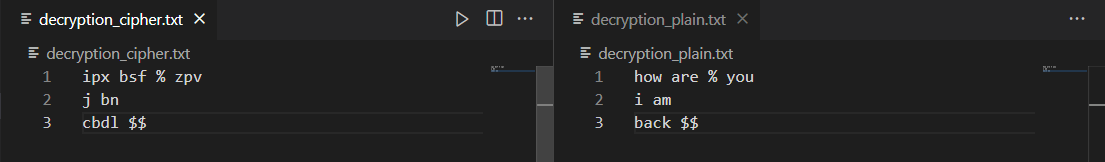 decryption_cipher.txt
decryption_cipher.txt
1 ipx bsf % zpv
2 j bn
3 cbdl $$
decryption_plain.txt
decryption_plain.txt
1 how are % you
2 i am
3 back $$